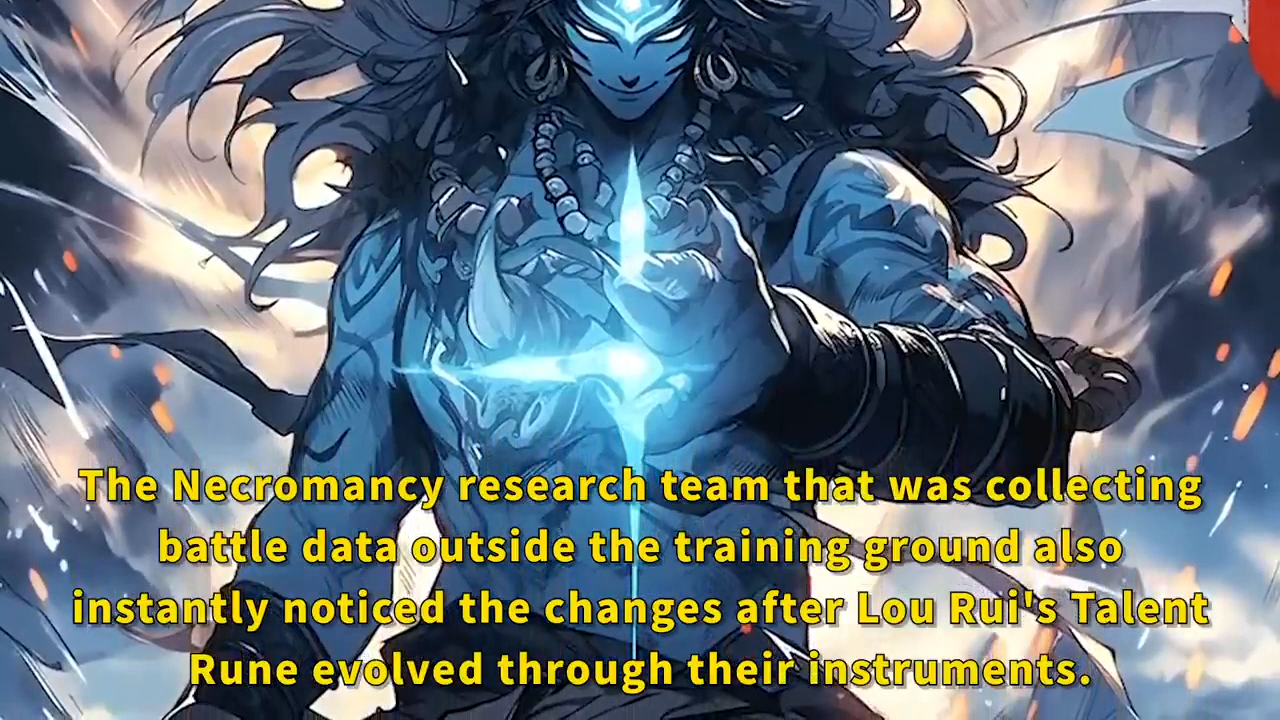 The Necromancy research team that was collecting
battle data outside the training ground also
instantly noticed the changes after Lou Rui's Talent
Rune evolved through their instruments.